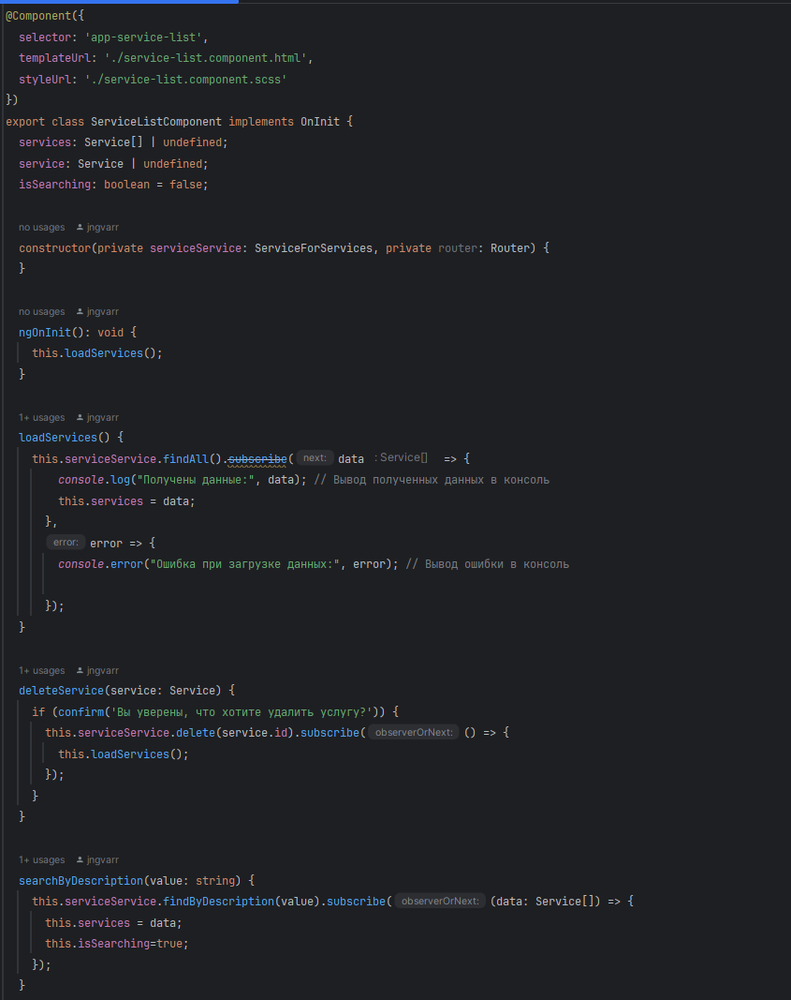 @Component({
  selector: 'app-service-list',
  templateUrl: './service-list.component.html',
  styleUrl: './service-list.component.scss'
})
export class ServiceListComponent implements OnInit {
  services: Service[] | undefined;
  service: Service | undefined;
  isSearching: boolean = false;
  no usages jngvarr
  constructor(private serviceService: ServiceForServices, private router: Router) {
  }
  no usages jngvarr
  ngOnInit(): void {
    this.loadServices();
  }
  1+ usages jngvarr
  loadServices() {
    this.serviceService.findAll().subscribe( next: data : Service[] => {
        console.log("Получены данные:", data); // Вывод полученных данных в консоль
        this.services = data;
      },
      error: error => {
        console.error("Ошибка при загрузке данных:", error); // Вывод ошибки в консоль
      });
  }
  1+ usages jngvarr
  deleteService(service: Service) {
    if (confirm('Вы уверены, что хотите удалить услугу?')) {
      this.serviceService.delete(service.id).subscribe( observerOrNext: () => {
        this.loadServices();
      });
    }
  }
  1+ usages jngvarr
  searchByDescription(value: string) {
    this.serviceService.findByDescription(value).subscribe( observerOrNext: (data: Service[]) => {
      this.services = data;
      this.isSearching=true;
    });
  }